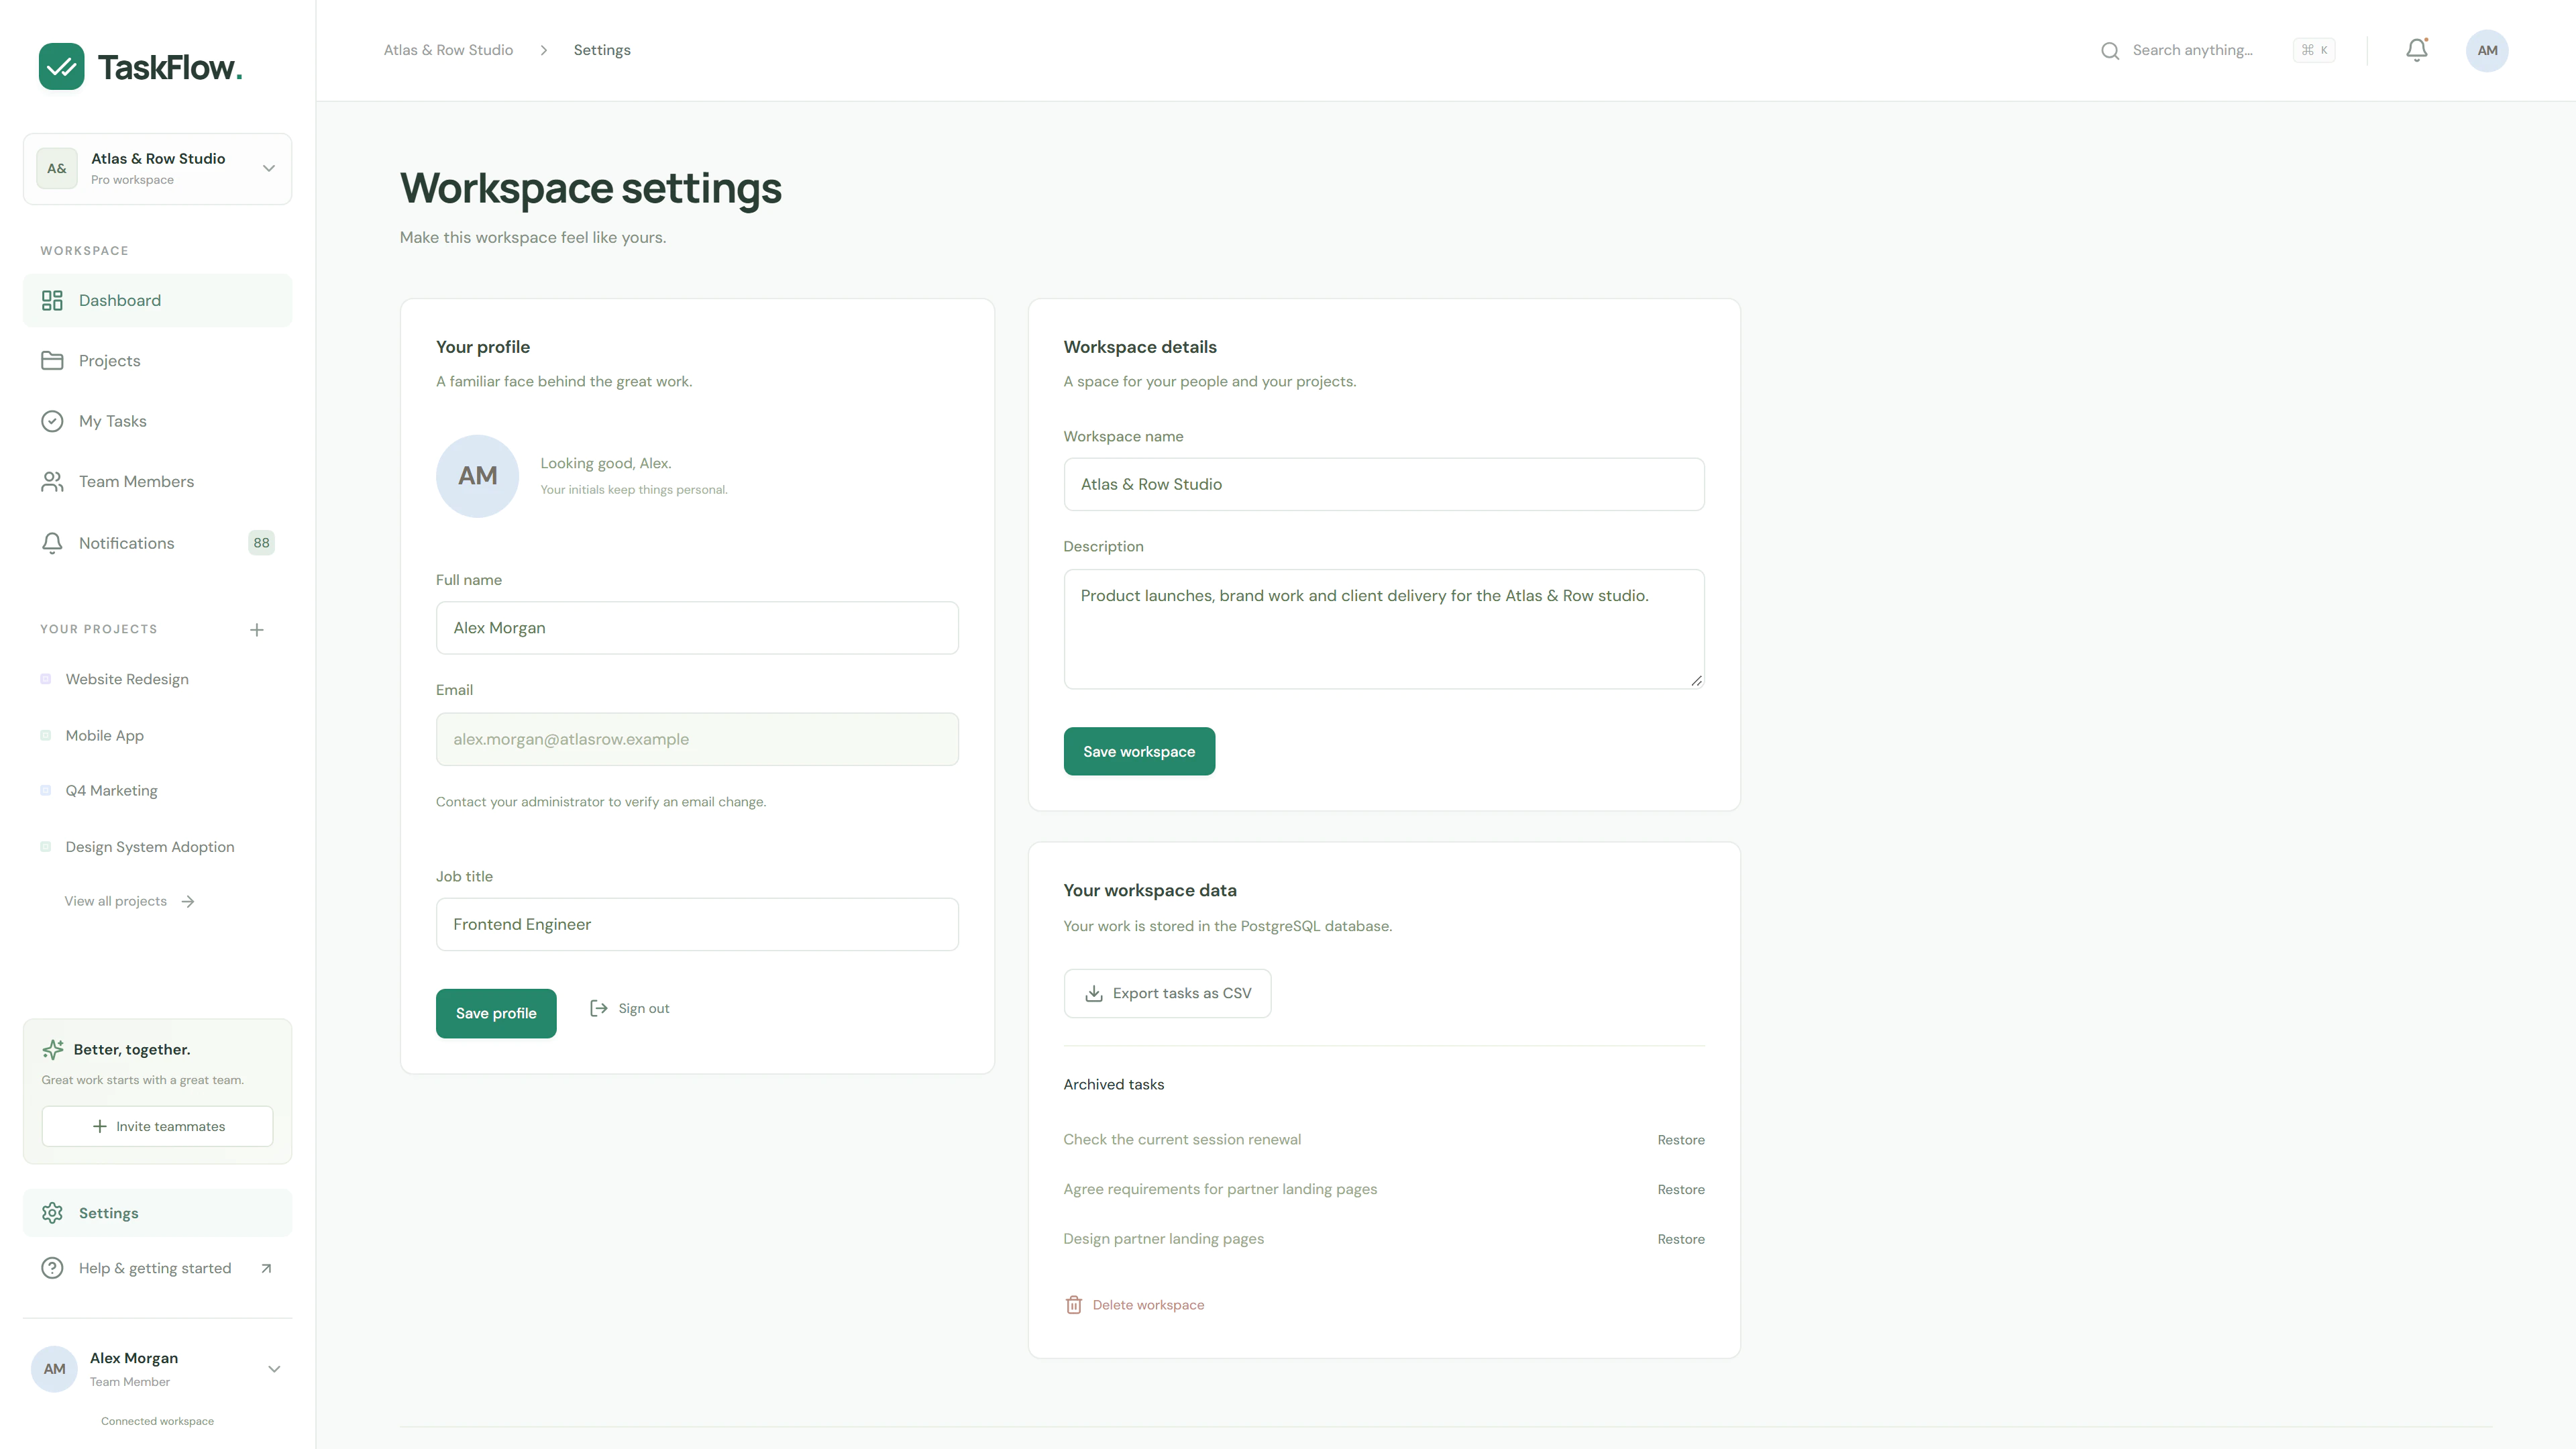 TaskFlow.
A&
Atlas & Row Studio
Pro workspace
WORKSPACE
Dashboard
Projects
My Tasks
Team Members
Notifications 88
YOUR PROJECTS
Website Redesign
Mobile App
Q4 Marketing
Design System Adoption
View all projects
Better, together.
Great work starts with a great team.
Invite teammates
Settings
Help & getting started
AM
Alex Morgan
Team Member
Connected workspace
Atlas & Row Studio > Settings
Search anything... ⌘ K
AM
Workspace settings
Make this workspace feel like yours.
Your profile
A familiar face behind the great work.
AM
Looking good, Alex.
Your initials keep things personal.
Full name
Alex Morgan
Email
alex.morgan@atlasrow.example
Contact your administrator to verify an email change.
Job title
Frontend Engineer
Save profile
Sign out
Workspace details
A space for your people and your projects.
Workspace name
Atlas & Row Studio
Description
Product launches, brand work and client delivery for the Atlas & Row studio.
Save workspace
Your workspace data
Your work is stored in the PostgreSQL database.
Export tasks as CSV
Archived tasks
Check the current session renewal Restore
Agree requirements for partner landing pages Restore
Design partner landing pages Restore
Delete workspace